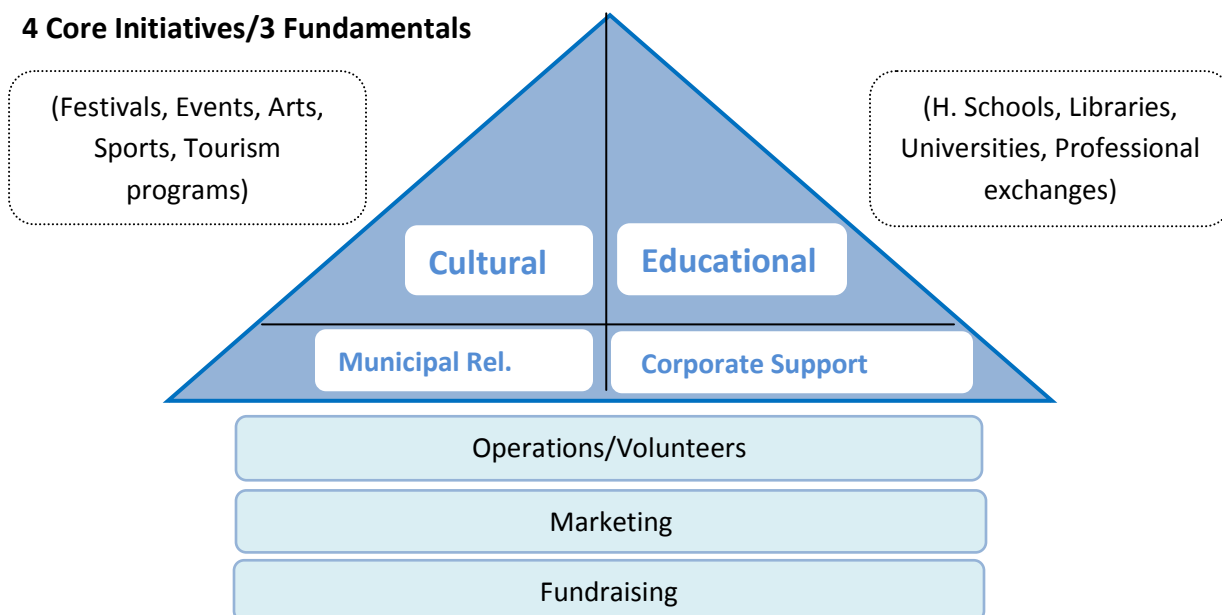 4 Core Initiatives/3 Fundamentals
(Festivals, Events, Arts,
Sports, Tourism
programs)
(H. Schools, Libraries,
Universities, Professional
exchanges)
Cultural
Educational
Municipal Rel.
Corporate Support
Operations/Volunteers
Marketing
Fundraising